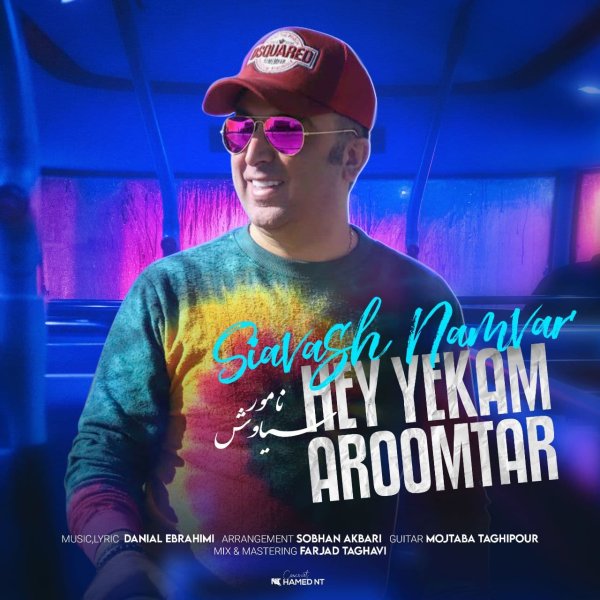 DSQUARED
Siavash Namvar
HEY YEKAM
AROOMTAR
نامور
سیاوش
MUSIC,LYRIC DANIAL EBRAHIMI ARRANGEMENT SOBHAN AKBARI GUITAR MOJTABA TAGHIPOUR
MIX & MASTERING FARJAD TAGHAVI
HAMED NT